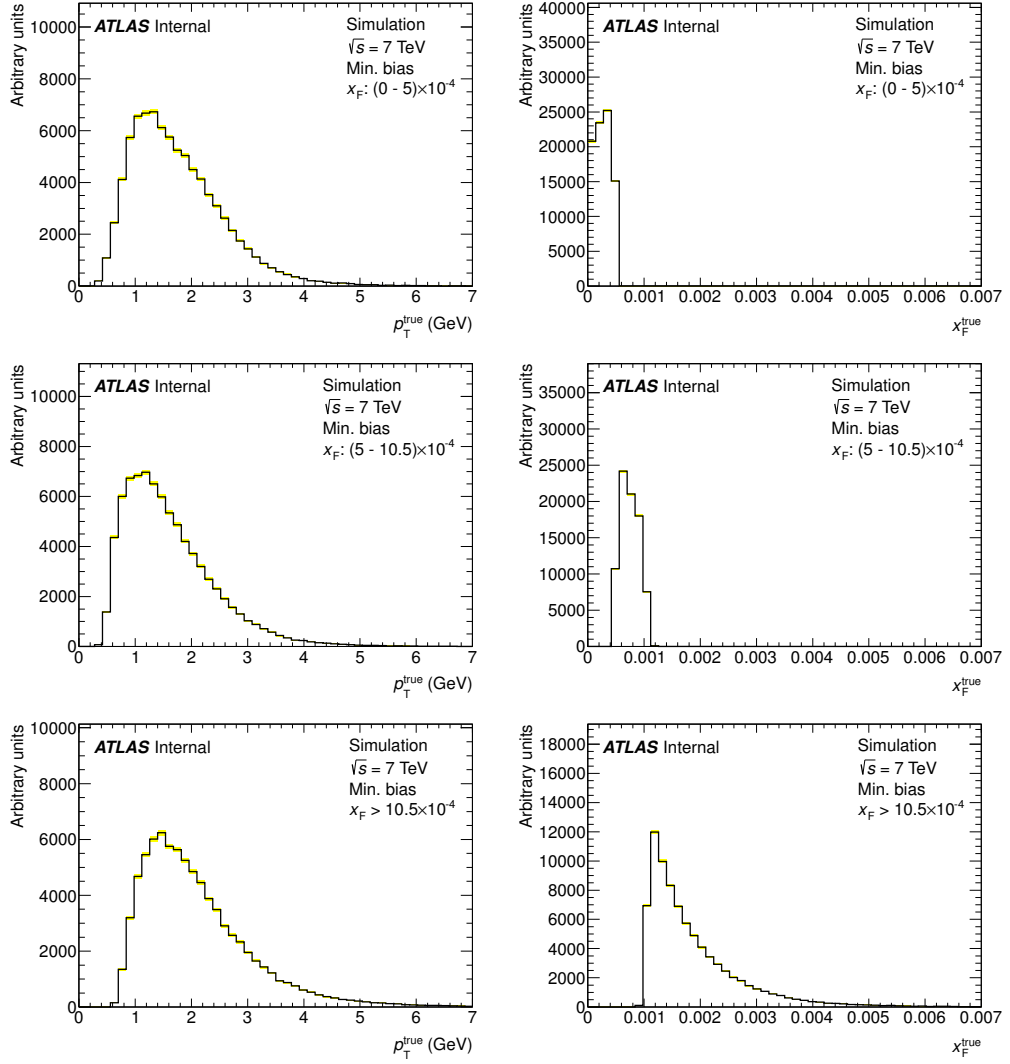 Arbitrary units
10000
8000
6000
4000
2000
0
ATLAS Internal
Simulation
√s = 7 TeV
Min. bias
x_F: (0 - 5)×10^-4
0 1 2 3 4 5 6 7
p_T^true (GeV)
Arbitrary units
40000
35000
30000
25000
20000
15000
10000
5000
0
ATLAS Internal
Simulation
√s = 7 TeV
Min. bias
x_F: (0 - 5)×10^-4
0 0.001 0.002 0.003 0.004 0.005 0.006 0.007
x_F^true
Arbitrary units
10000
8000
6000
4000
2000
0
ATLAS Internal
Simulation
√s = 7 TeV
Min. bias
x_F: (5 - 10.5)×10^-4
0 1 2 3 4 5 6 7
p_T^true (GeV)
Arbitrary units
35000
30000
25000
20000
15000
10000
5000
0
ATLAS Internal
Simulation
√s = 7 TeV
Min. bias
x_F: (5 - 10.5)×10^-4
0 0.001 0.002 0.003 0.004 0.005 0.006 0.007
x_F^true
Arbitrary units
10000
8000
6000
4000
2000
0
ATLAS Internal
Simulation
√s = 7 TeV
Min. bias
x_F > 10.5×10^-4
0 1 2 3 4 5 6 7
p_T^true (GeV)
Arbitrary units
18000
16000
14000
12000
10000
8000
6000
4000
2000
0
ATLAS Internal
Simulation
√s = 7 TeV
Min. bias
x_F > 10.5×10^-4
0 0.001 0.002 0.003 0.004 0.005 0.006 0.007
x_F^true